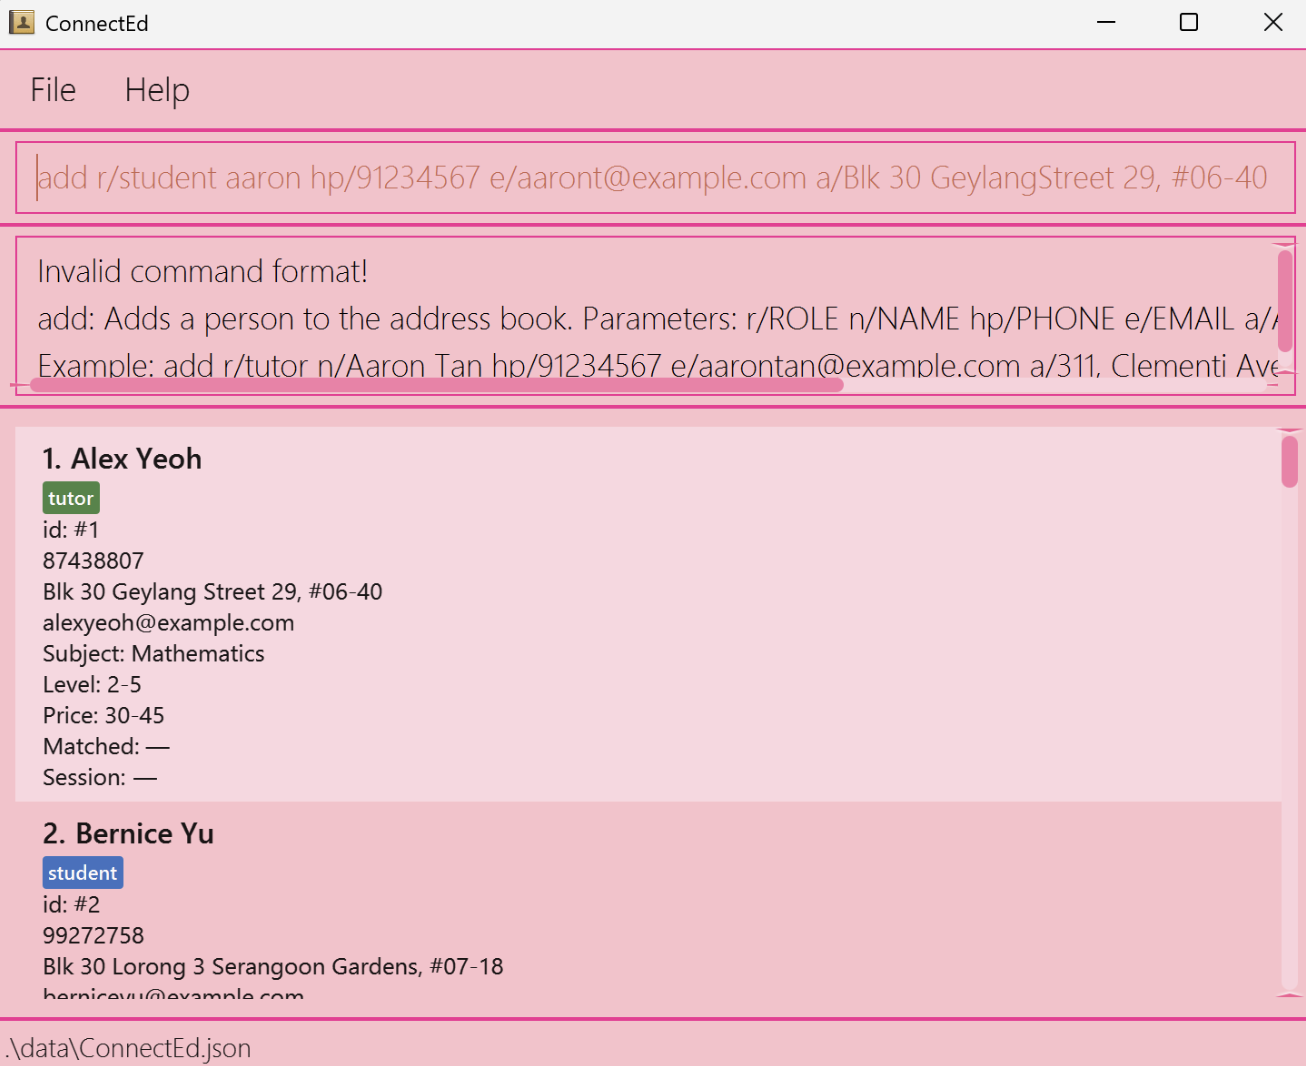 ConnectEd
File Help
add r/student aaron hp/91234567 e/aaront@example.com a/Blk 30 GeylangStreet 29, #06-40
Invalid command format!
add: Adds a person to the address book. Parameters: r/ROLE n/NAME hp/PHONE e/EMAIL a/
Example: add r/tutor n/Aaron Tan hp/91234567 e/aarontan@example.com a/311, Clementi Ave
1. Alex Yeoh
tutor
id: #1
87438807
Blk 30 Geylang Street 29, #06-40
alexyeoh@example.com
Subject: Mathematics
Level: 2-5
Price: 30-45
Matched: —
Session: —
2. Bernice Yu
student
id: #2
99272758
Blk 30 Lorong 3 Serangoon Gardens, #07-18
berniceyu@example.com
.\data\ConnectEd.json